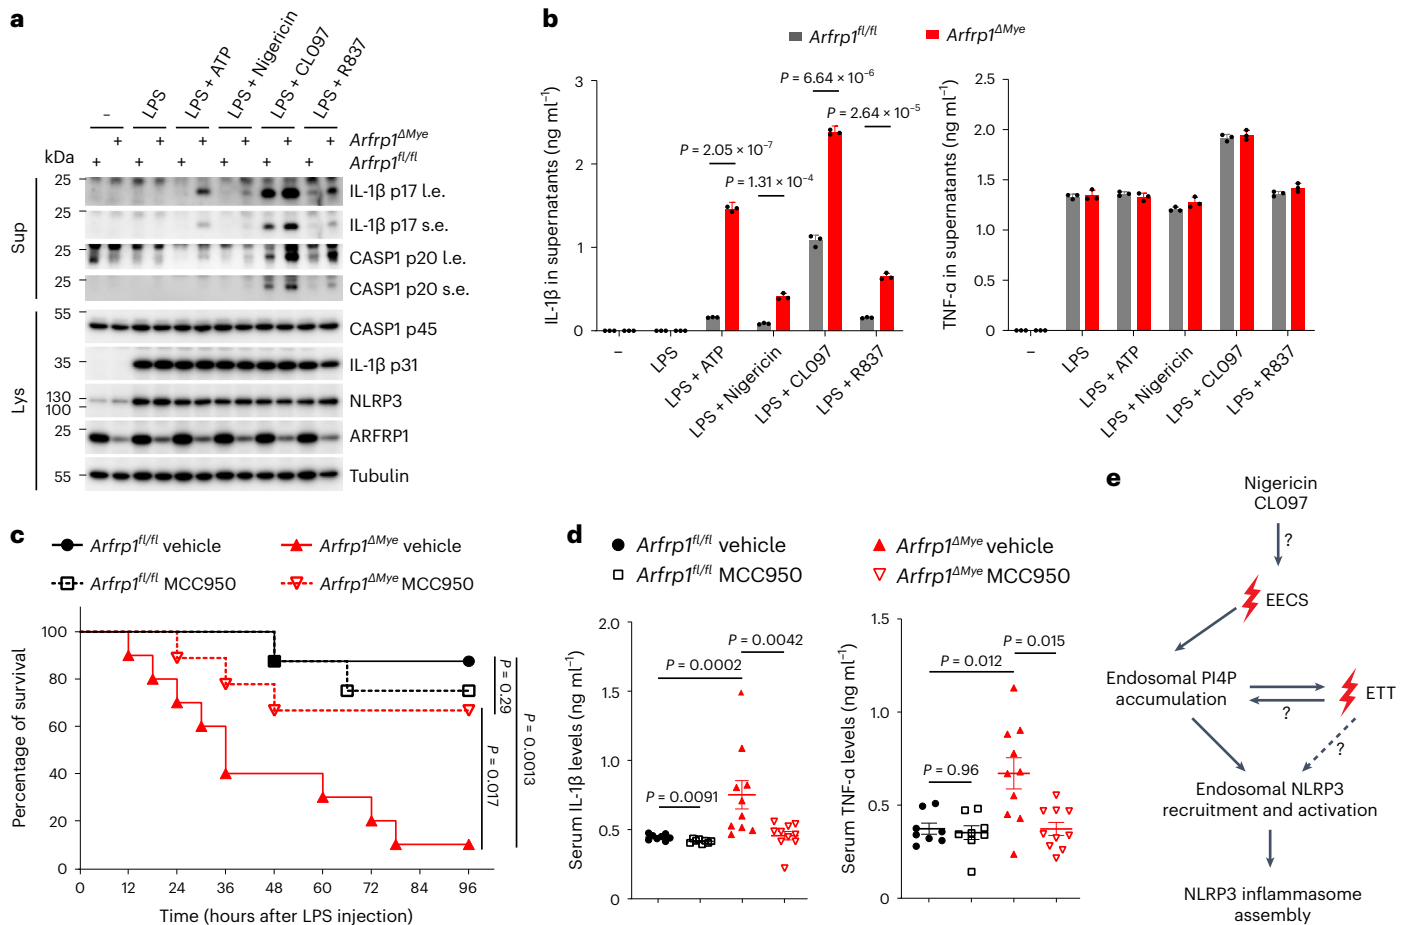 a
–
LPS
LPS + ATP
LPS + Nigericin
LPS + CL097
LPS + R837
+ + + + + + Arfrp1ΔMye
kDa
+ + + + + + Arfrp1fl/fl
Sup
25 IL-1β p17 l.e.
25 IL-1β p17 s.e.
25 CASP1 p20 l.e.
25 CASP1 p20 s.e.
Lys
55 CASP1 p45
35 IL-1β p31
130
100 NLRP3
25 ARFRP1
55 Tubulin
b
Arfrp1fl/fl
Arfrp1ΔMye
IL-1β in supernatants (ng ml−1)
3
2
1
0
P = 2.05 × 10−7
P = 1.31 × 10−4
P = 6.64 × 10−6
P = 2.64 × 10−5
–
LPS
LPS + ATP
LPS + Nigericin
LPS + CL097
LPS + R837
TNF-α in supernatants (ng ml−1)
2.5
2.0
1.5
1.0
0.5
0
–
LPS
LPS + ATP
LPS + Nigericin
LPS + CL097
LPS + R837
c
Arfrp1fl/fl vehicle
Arfrp1ΔMye vehicle
Arfrp1fl/fl MCC950
Arfrp1ΔMye MCC950
Percentage of survival
100
80
60
40
20
0
0 12 24 36 48 60 72 84 96
Time (hours after LPS injection)
P = 0.29
P = 0.017
P = 0.0013
d
Arfrp1fl/fl vehicle
Arfrp1ΔMye vehicle
Arfrp1fl/fl MCC950
Arfrp1ΔMye MCC950
Serum IL-1β levels (ng ml−1)
2.0
1.5
1.0
0.5
0
P = 0.0042
P = 0.0002
P = 0.0091
Serum TNF-α levels (ng ml−1)
1.5
1.0
0.5
0
P = 0.015
P = 0.012
P = 0.96
e
Nigericin
CL097
?
EECS
Endosomal PI4P
accumulation
?
ETT
?
Endosomal NLRP3
recruitment and activation
NLRP3 inflammasome
assembly